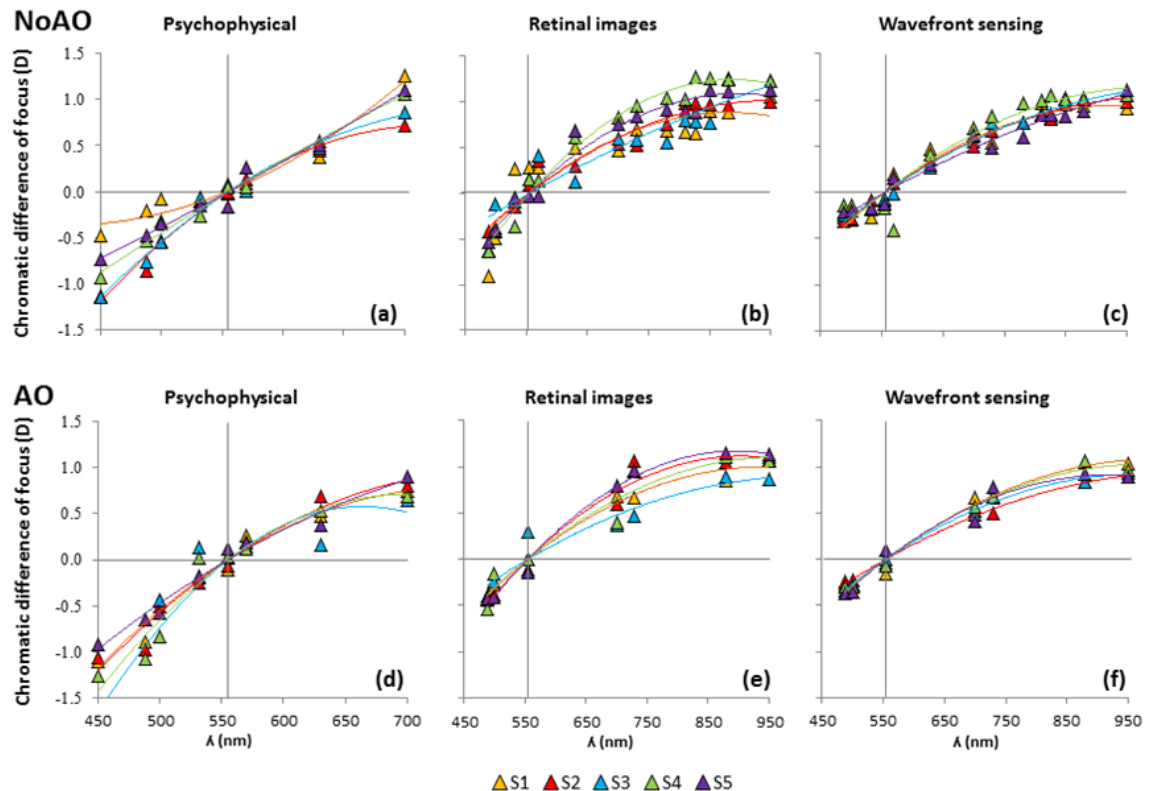 NoAO
Psychophysical
Retinal images
Wavefront sensing
Chromatic difference of focus (D)
1.5
1.0
0.5
0.0
-0.5
-1.0
-1.5
(a)
(b)
(c)
AO
Psychophysical
Retinal images
Wavefront sensing
Chromatic difference of focus (D)
1.5
1.0
0.5
0.0
-0.5
-1.0
-1.5
(d)
(e)
(f)
450 500 550 600 650 700
450 550 650 750 850 950
450 550 650 750 850 950
ʎ (nm)
ʎ (nm)
ʎ (nm)
S1 S2 S3 S4 S5